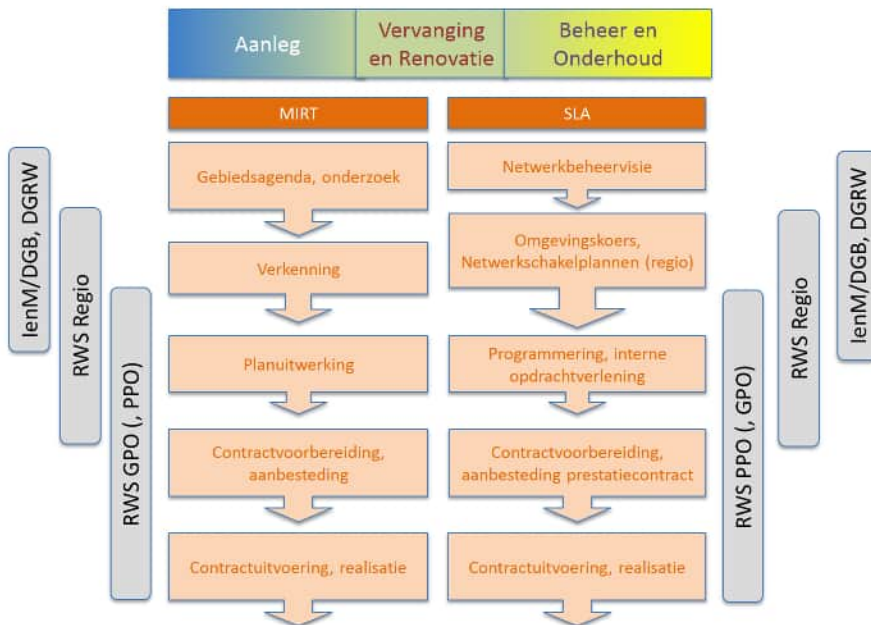 Aanleg
Vervanging
en Renovatie
Beheer en
Onderhoud
MIRT
SLA
Gebiedsagenda, onderzoek
Netwerkbeheervisie
Verkenning
Omgevingskoers,
Netwerkschakelplannen (regio)
Planuitwerking
Programmering, interne
opdrachtverlening
Contractvoorbereiding,
aanbesteding
Contractvoorbereiding,
aanbesteding prestatiecontract
Contractuitvoering, realisatie
Contractuitvoering, realisatie
IenM/DGB, DGRW
RWS Regio
RWS GPO (, PPO)
RWS PPO (, GPO)
RWS Regio
IenM/DGB, DGRW